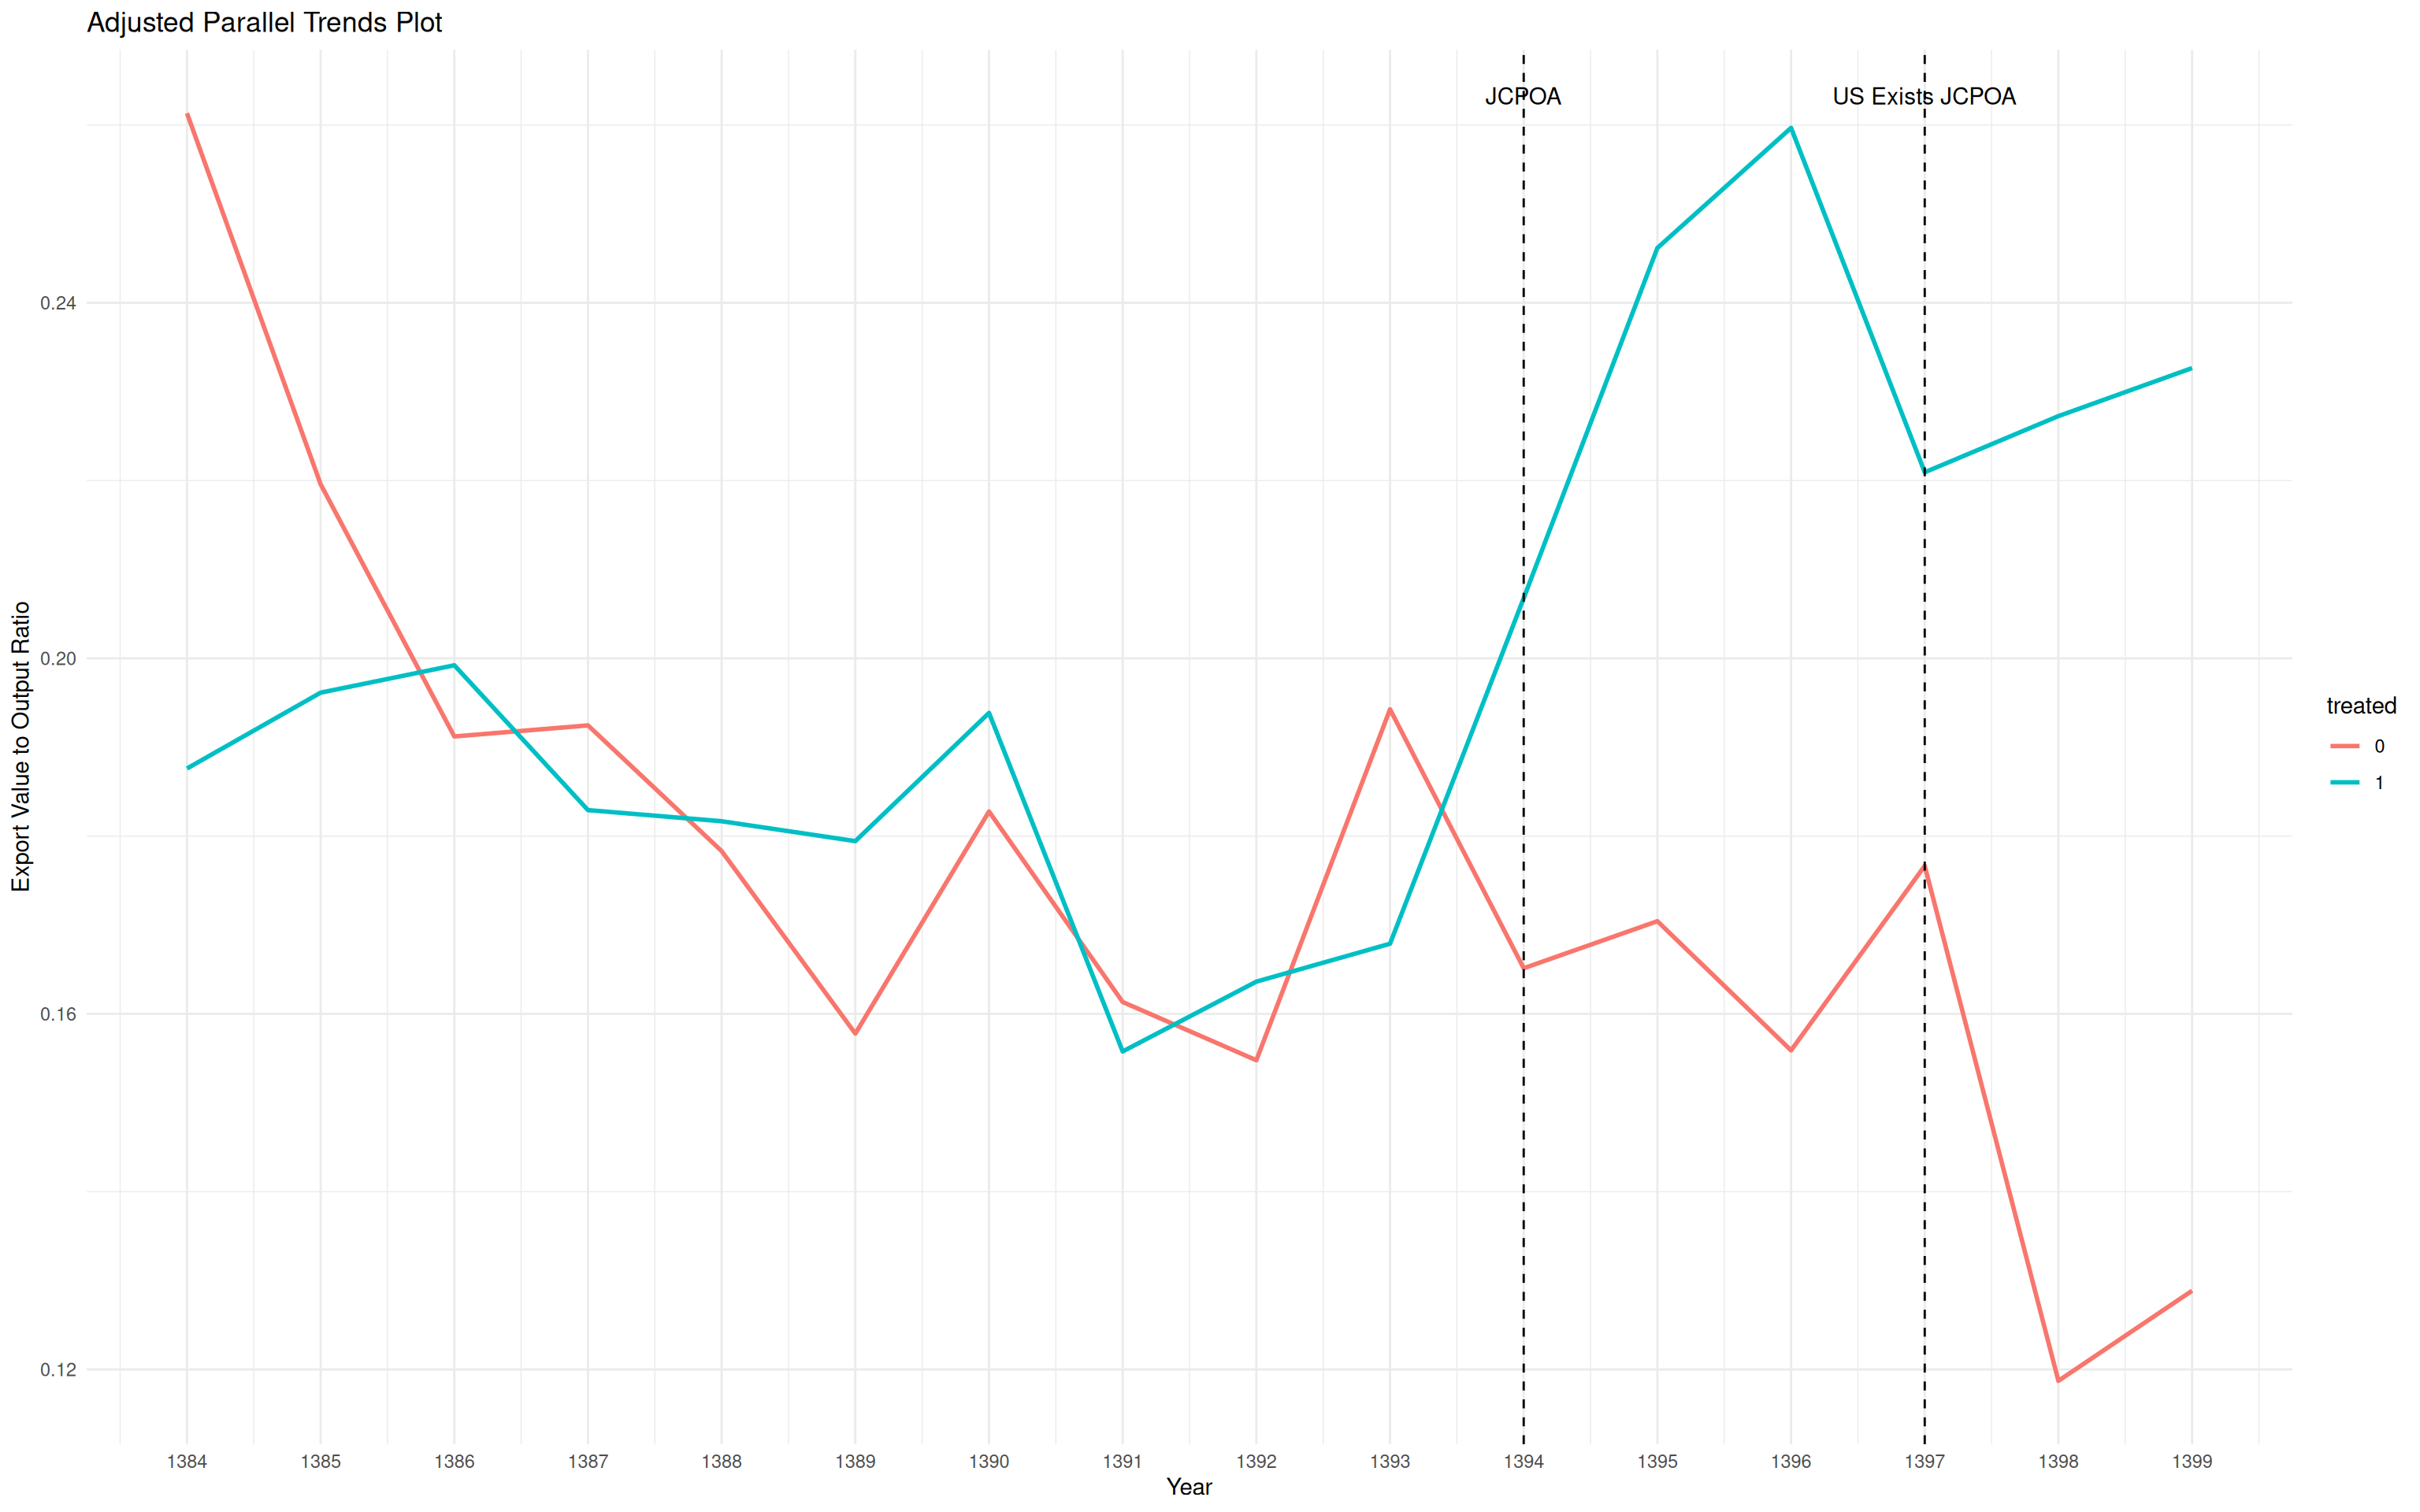 Adjusted Parallel Trends Plot
JCPOA
US Exists JCPOA
Export Value to Output Ratio
0.24
0.20
0.16
0.12
1384 1385 1386 1387 1388 1389 1390 1391 1392 1393 1394 1395 1396 1397 1398 1399
Year
treated
0
1